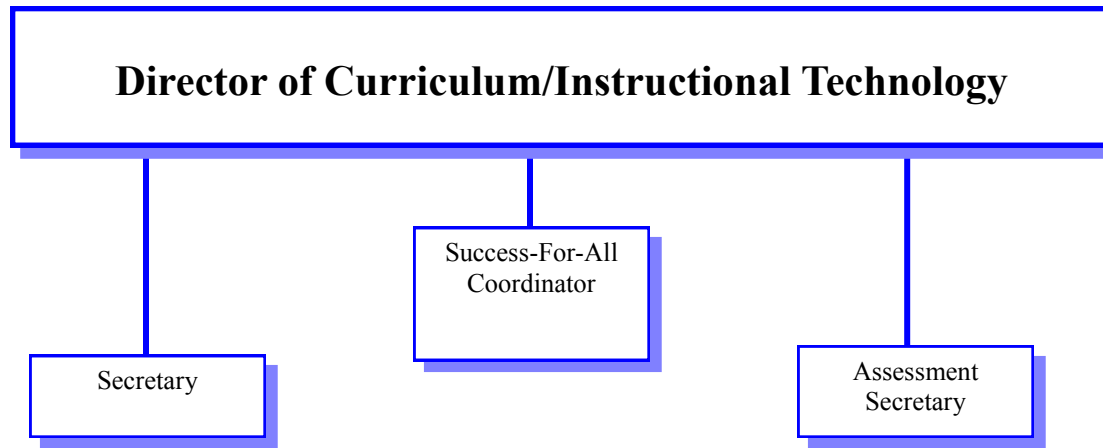 Director of Curriculum/Instructional Technology
Success-For-All
Coordinator
Secretary
Assessment
Secretary